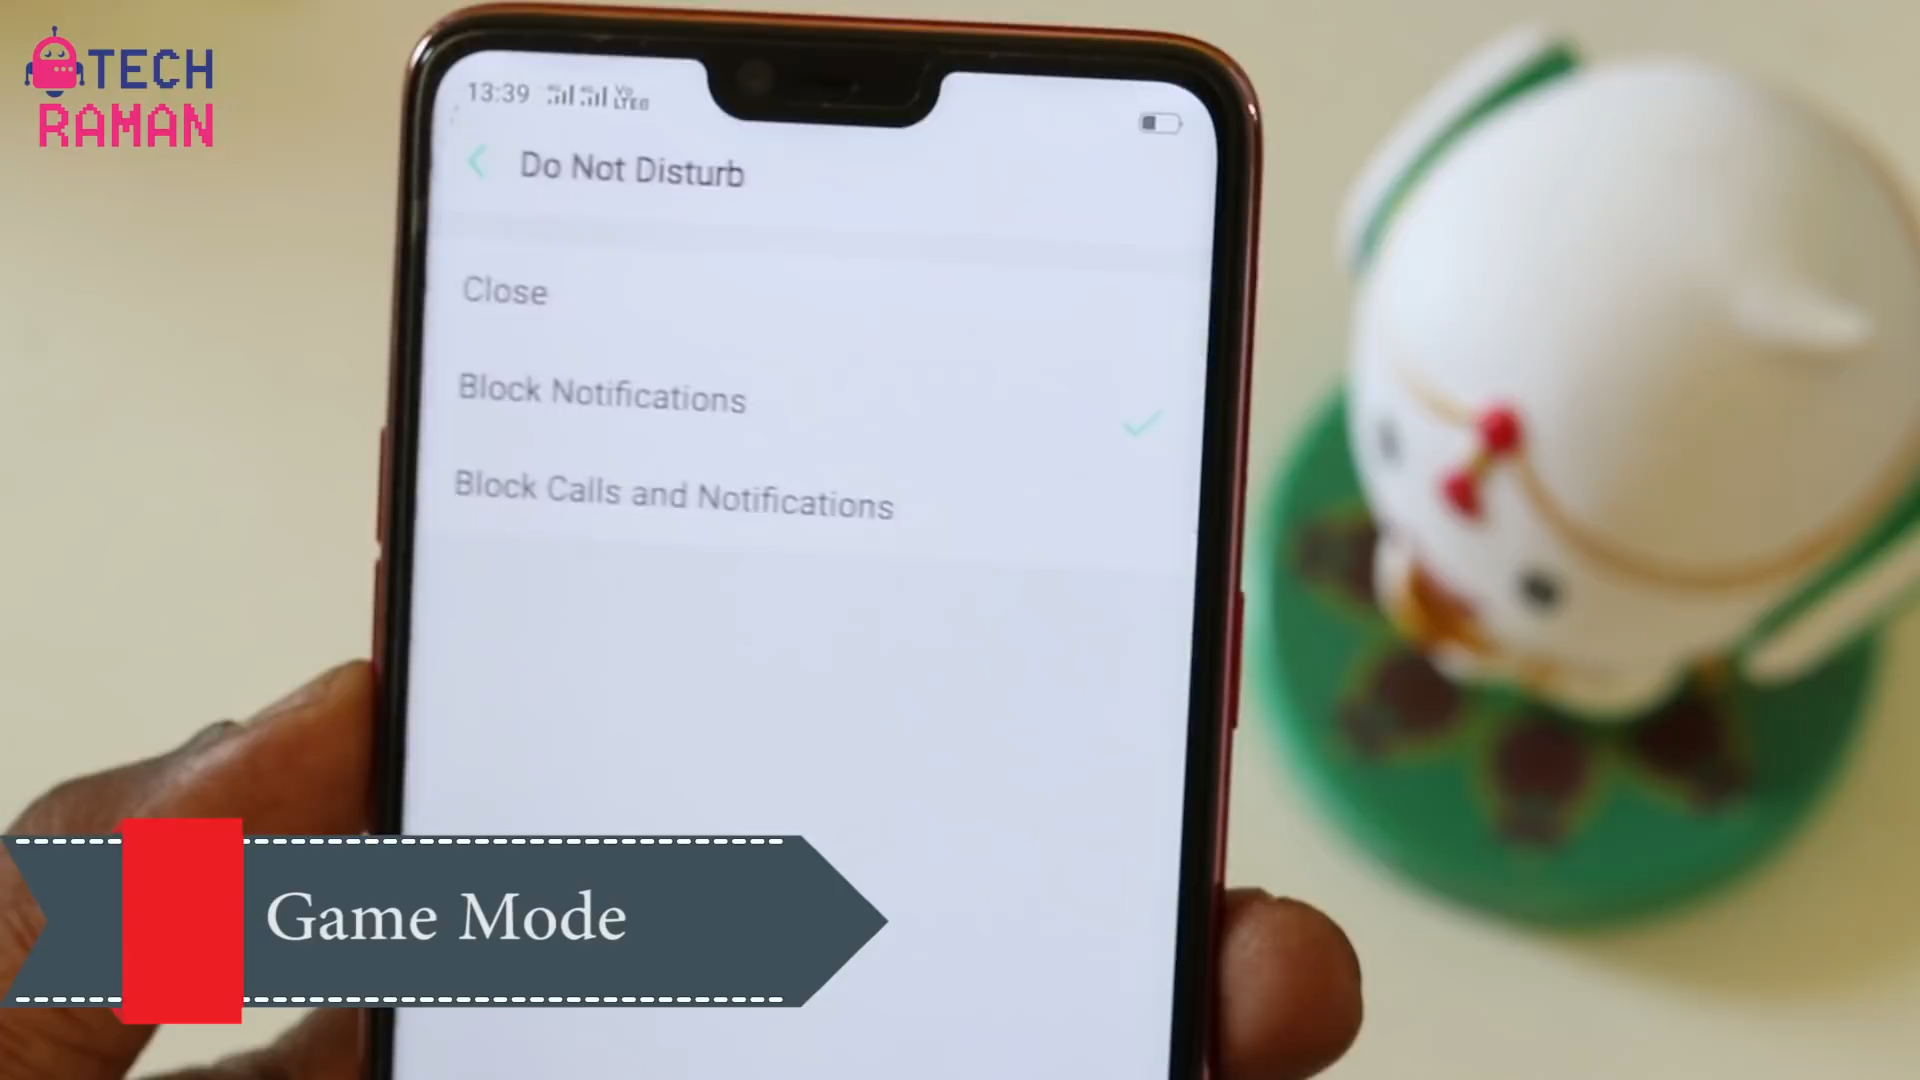 TECH
RAMAN
13:39
Do Not Disturb
Close
Block Notifications
Block Calls and Notifications
Game Mode